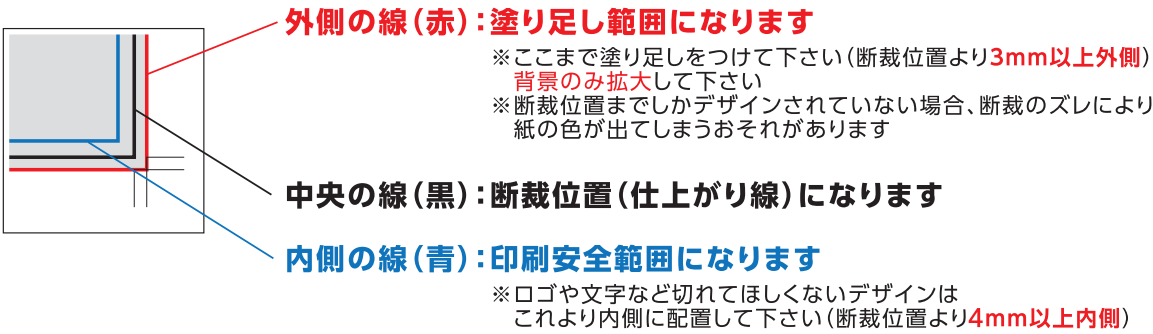 外側の線（赤）：塗り足し範囲になります
※ここまで塗り足しをつけて下さい（断裁位置より3mm以上外側）
背景のみ拡大して下さい
※断裁位置までしかデザインされていない場合、断裁のズレにより
紙の色が出てしまうおそれがあります
中央の線（黒）：断裁位置（仕上がり線）になります
内側の線（青）：印刷安全範囲になります
※ロゴや文字など切れてほしくないデザインは
これより内側に配置して下さい（断裁位置より4mm以上内側）